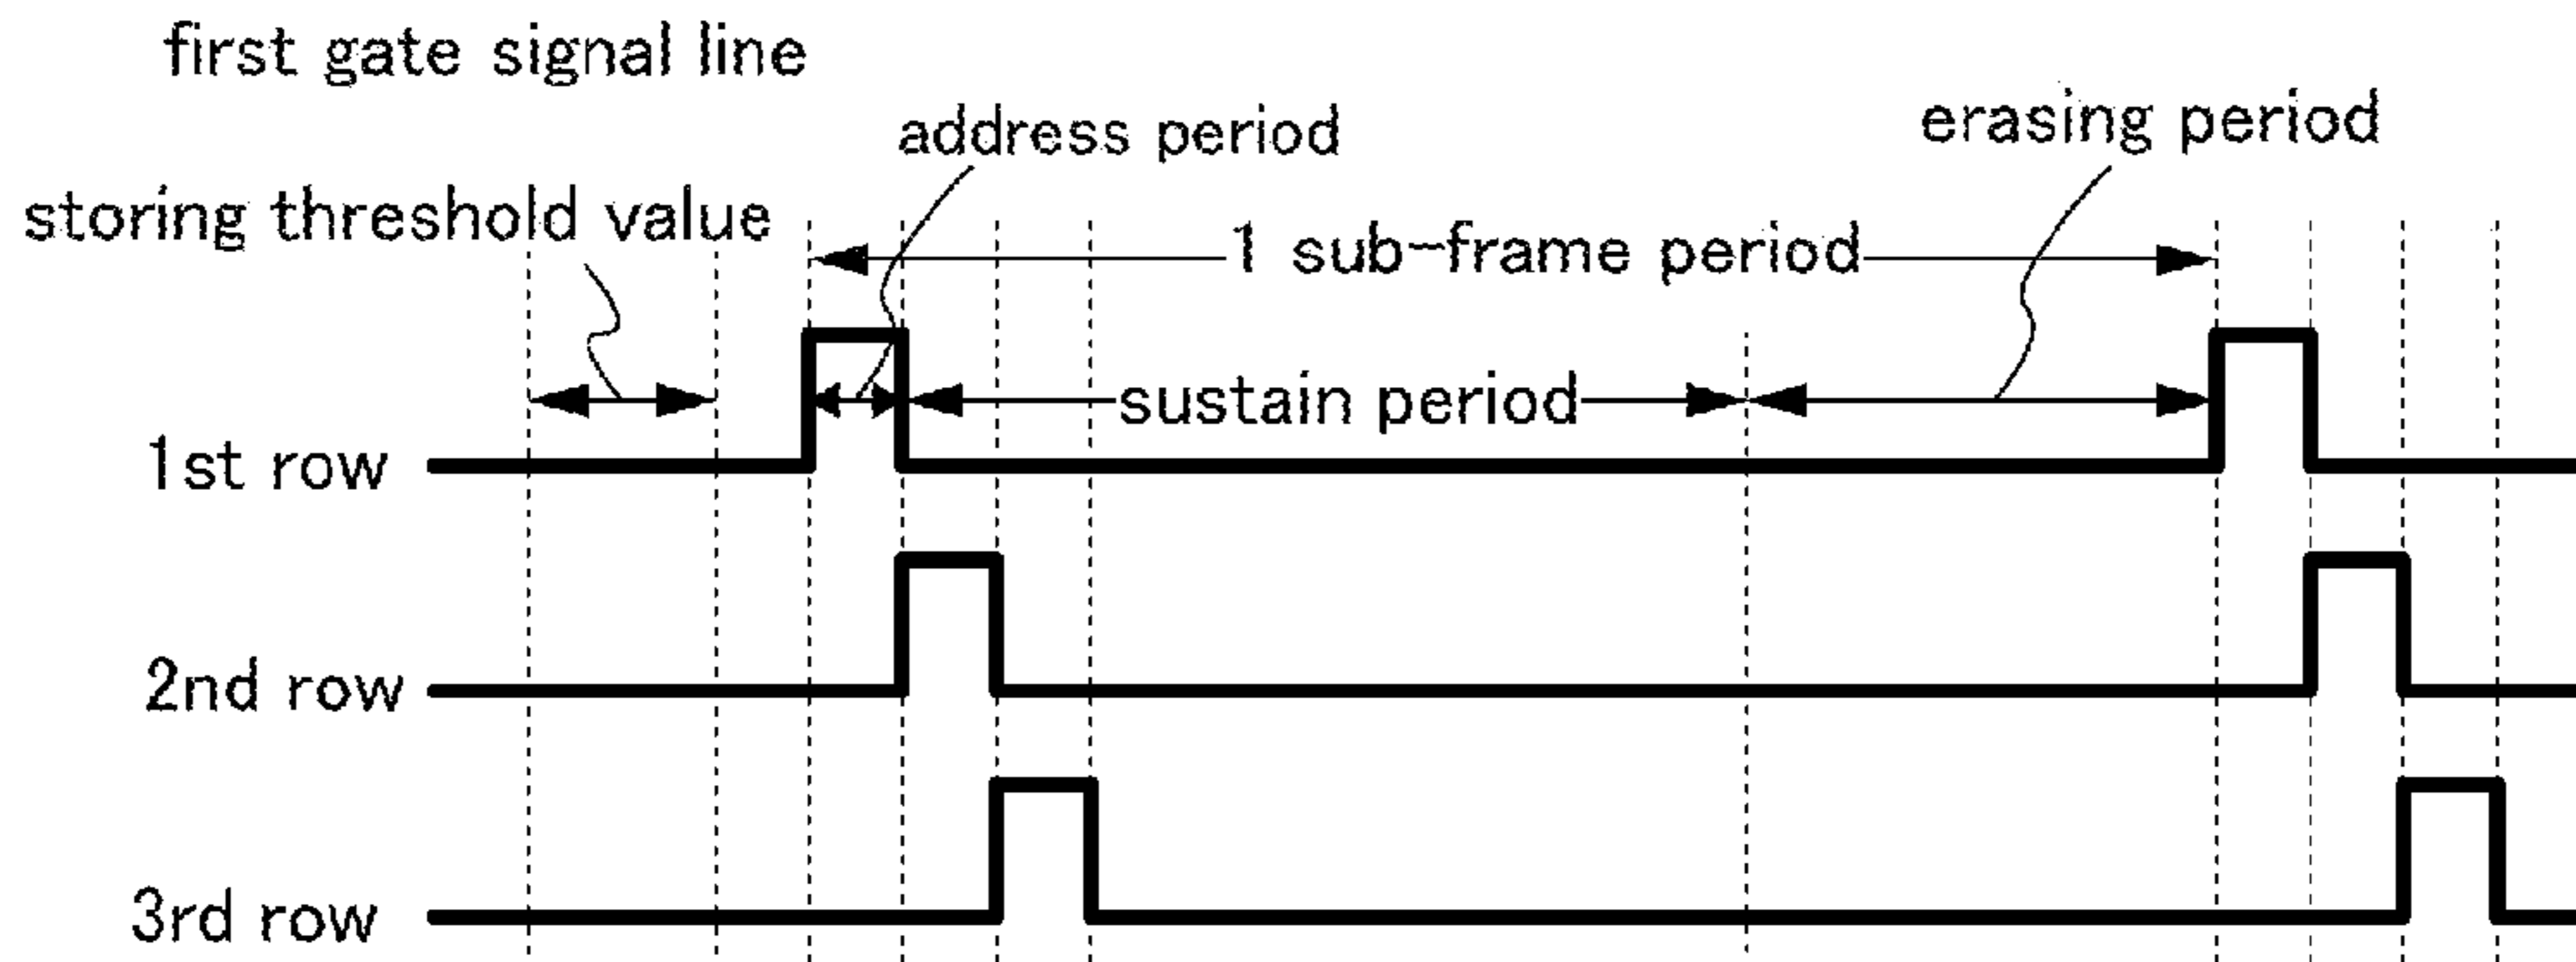 first gate signal line
address period
erasing period
storing threshold value
1 sub-frame period
sustain period
1st row
2nd row
3rd row